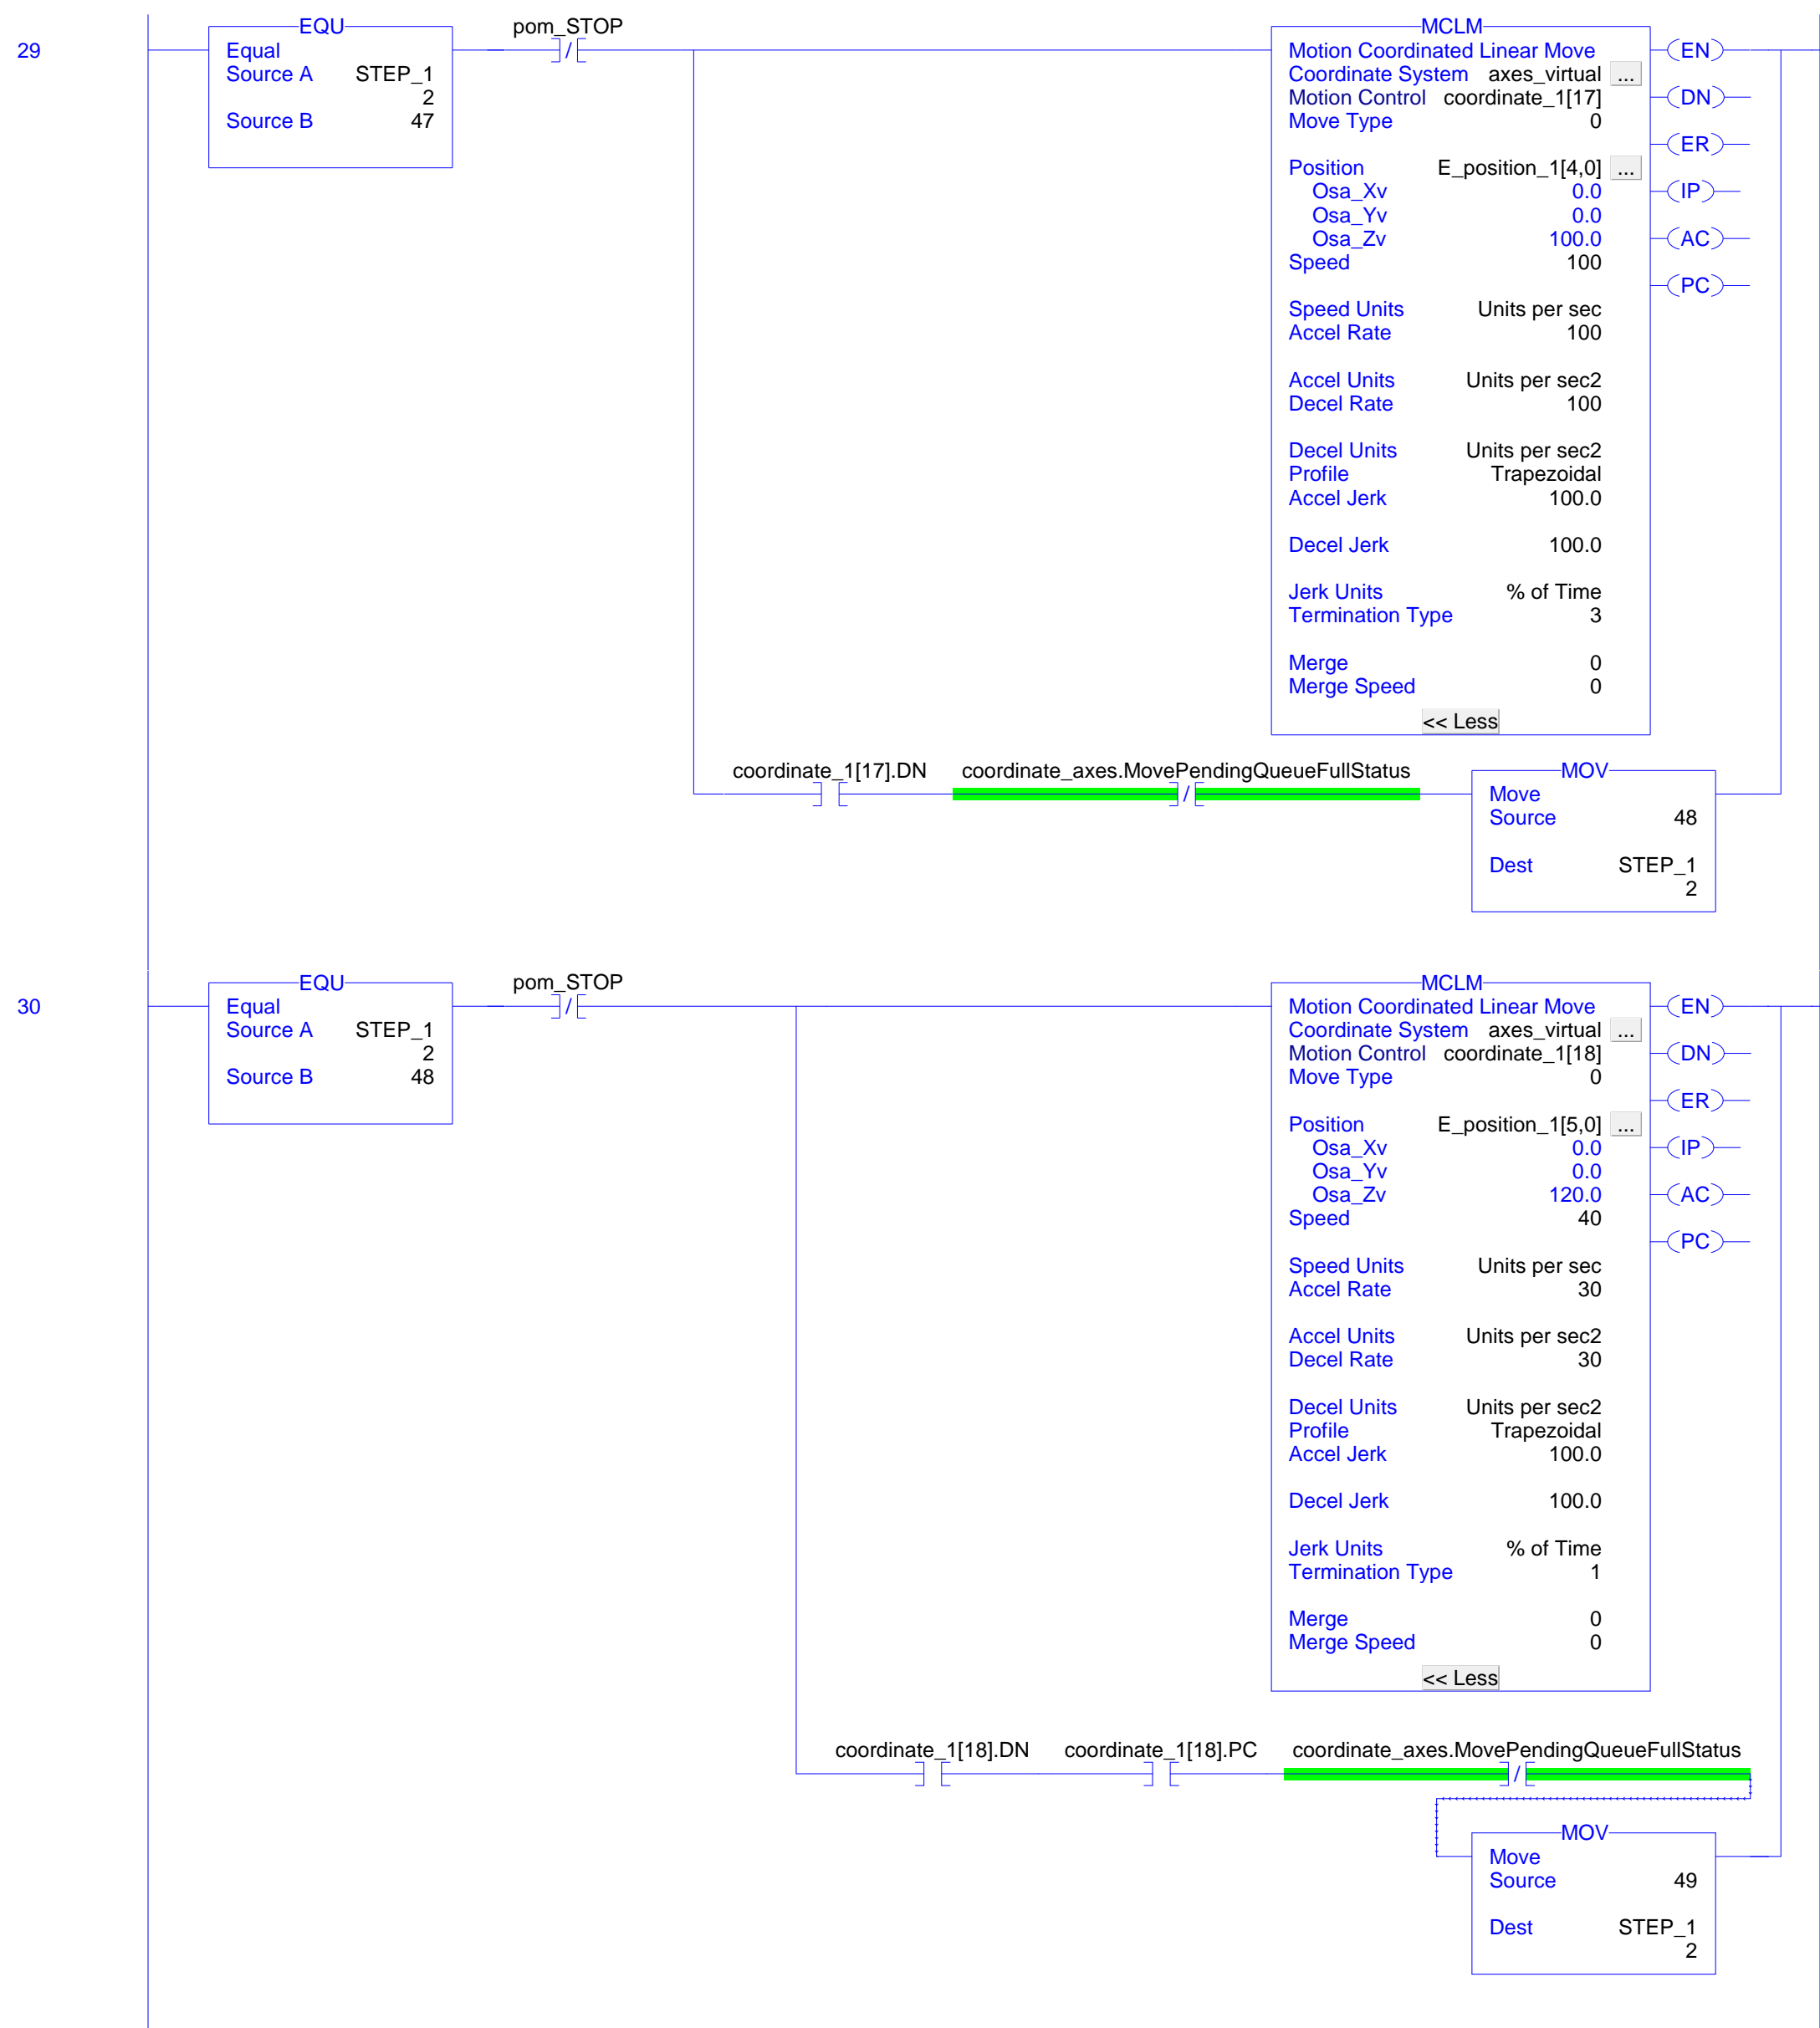 29
EQU
Equal
Source A STEP_1
2
Source B 47
pom_STOP
/
MCLM
Motion Coordinated Linear Move
Coordinate System axes_virtual ...
Motion Control coordinate_1[17]
Move Type 0
Position E_position_1[4,0] ...
Osa_Xv 0.0
Osa_Yv 0.0
Osa_Zv 100.0
Speed 100
Speed Units Units per sec
Accel Rate 100
Accel Units Units per sec2
Decel Rate 100
Decel Units Units per sec2
Profile Trapezoidal
Accel Jerk 100.0
Decel Jerk 100.0
Jerk Units % of Time
Termination Type 3
Merge 0
Merge Speed 0
<< Less
EN
DN
ER
IP
AC
PC
coordinate_1[17].DN
coordinate_axes.MovePendingQueueFullStatus
/
MOV
Move
Source 48
Dest STEP_1
2
30
EQU
Equal
Source A STEP_1
2
Source B 48
pom_STOP
/
MCLM
Motion Coordinated Linear Move
Coordinate System axes_virtual ...
Motion Control coordinate_1[18]
Move Type 0
Position E_position_1[5,0] ...
Osa_Xv 0.0
Osa_Yv 0.0
Osa_Zv 120.0
Speed 40
Speed Units Units per sec
Accel Rate 30
Accel Units Units per sec2
Decel Rate 30
Decel Units Units per sec2
Profile Trapezoidal
Accel Jerk 100.0
Decel Jerk 100.0
Jerk Units % of Time
Termination Type 1
Merge 0
Merge Speed 0
<< Less
EN
DN
ER
IP
AC
PC
coordinate_1[18].DN
coordinate_1[18].PC
coordinate_axes.MovePendingQueueFullStatus
/
MOV
Move
Source 49
Dest STEP_1
2